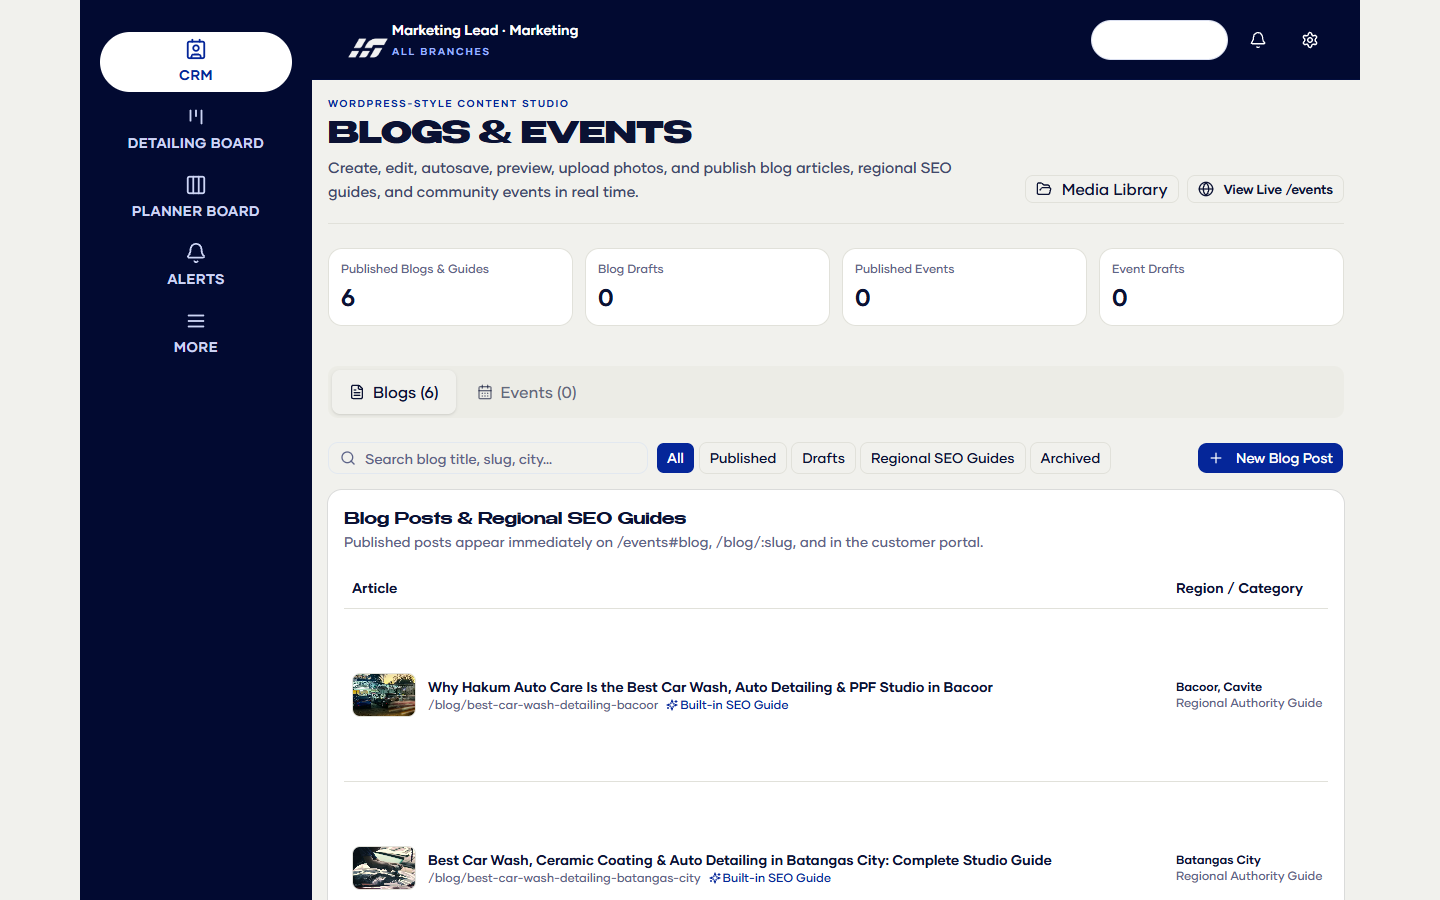 CRM
DETAILING BOARD
PLANNER BOARD
ALERTS
MORE
Marketing Lead · Marketing
ALL BRANCHES
WORDPRESS-STYLE CONTENT STUDIO
BLOGS & EVENTS
Create, edit, autosave, preview, upload photos, and publish blog articles, regional SEO
guides, and community events in real time.
Media Library
View Live /events
Published Blogs & Guides
6
Blog Drafts
0
Published Events
0
Event Drafts
0
Blogs (6)
Events (0)
Search blog title, slug, city...
All
Published
Drafts
Regional SEO Guides
Archived
New Blog Post
Blog Posts & Regional SEO Guides
Published posts appear immediately on /events#blog, /blog/:slug, and in the customer portal.
Article
Region / Category
Why Hakum Auto Care Is the Best Car Wash, Auto Detailing & PPF Studio in Bacoor
/blog/best-car-wash-detailing-bacoor Built-in SEO Guide
Bacoor, Cavite
Regional Authority Guide
Best Car Wash, Ceramic Coating & Auto Detailing in Batangas City: Complete Studio Guide
/blog/best-car-wash-detailing-batangas-city Built-in SEO Guide
Batangas City
Regional Authority Guide